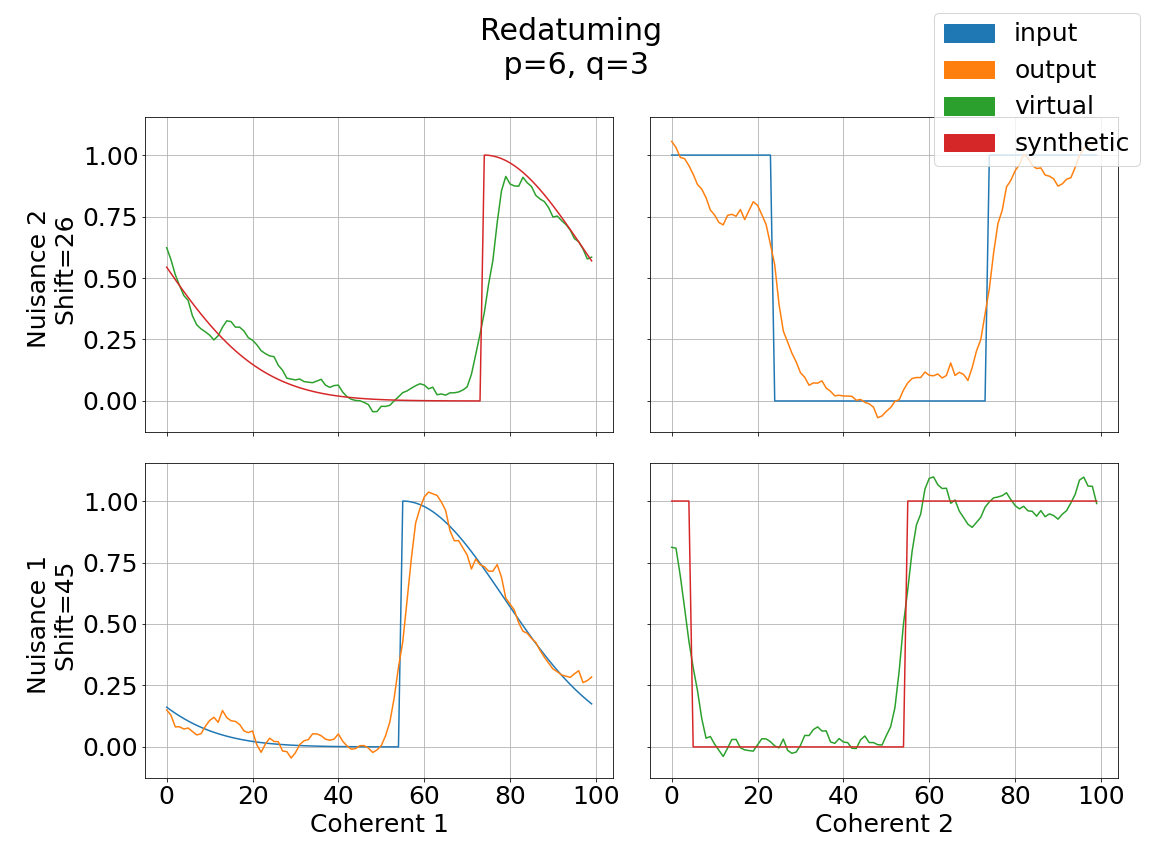 Redatuming
p=6, q=3
input
output
virtual
synthetic
Nuisance 2
Shift=26
1.00
0.75
0.50
0.25
0.00
Nuisance 1
Shift=45
1.00
0.75
0.50
0.25
0.00
0 20 40 60 80 100
Coherent 1
0 20 40 60 80 100
Coherent 2